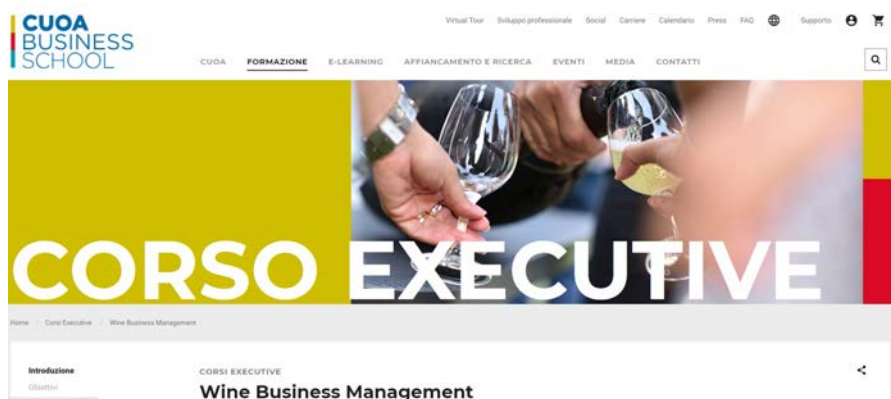 CUOA
BUSINESS
SCHOOL
Virtual Tour Sviluppo professionale Social Carriere Calendario Press FAQ Supporto
CUOA FORMAZIONE E-LEARNING AFFIANCAMENTO E RICERCA EVENTI MEDIA CONTATTI
CORSO EXECUTIVE
Home Corsi Executive Wine Business Management
Introduzione
Obiettivi
CORSI EXECUTIVE
Wine Business Management